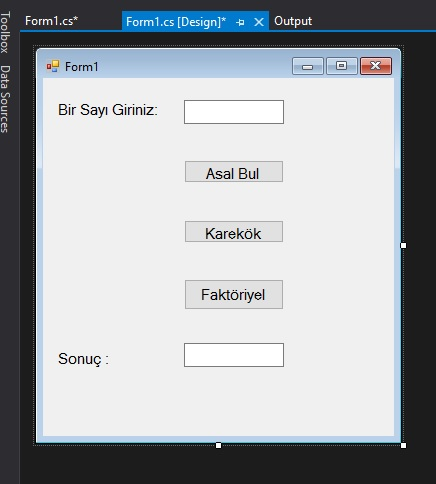 Form1.cs*
Form1.cs [Design]*
Output
Toolbox
Data Sources
Form1
Bir Sayı Giriniz:
Asal Bul
Karekök
Faktöriyel
Sonuç :